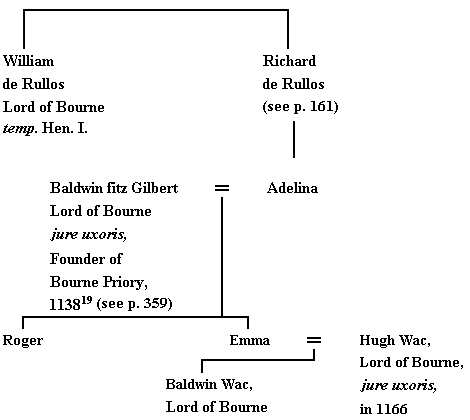 William
de Rullos
Lord of Bourne
temp. Hen. I.
Richard
de Rullos
(see p. 161)
Baldwin fitz Gilbert
Lord of Bourne
jure uxoris,
Founder of
Bourne Priory,
1138¹⁹ (see p. 359)
=
Adelina
Roger
Emma
=
Hugh Wac,
Lord of Bourne,
jure uxoris,
in 1166
Baldwin Wac,
Lord of Bourne